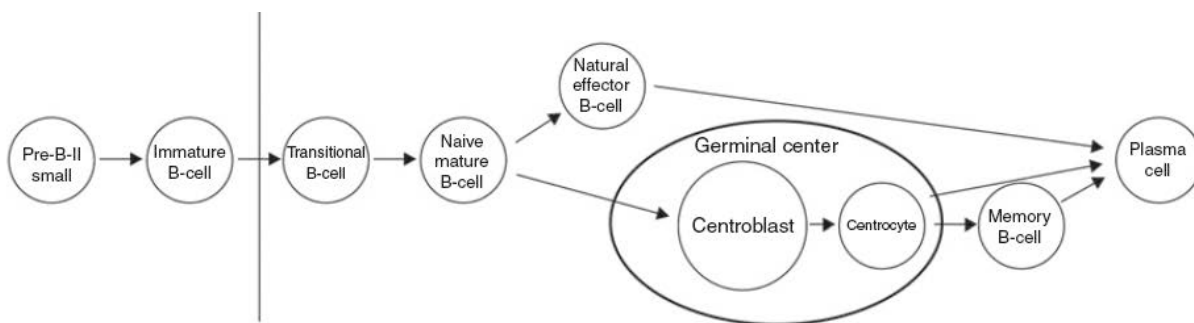 Pre-B-II
small
Immature
B-cell
Transitional
B-cell
Naive
mature
B-cell
Natural
effector
B-cell
Germinal center
Centroblast
Centrocyte
Memory
B-cell
Plasma
cell